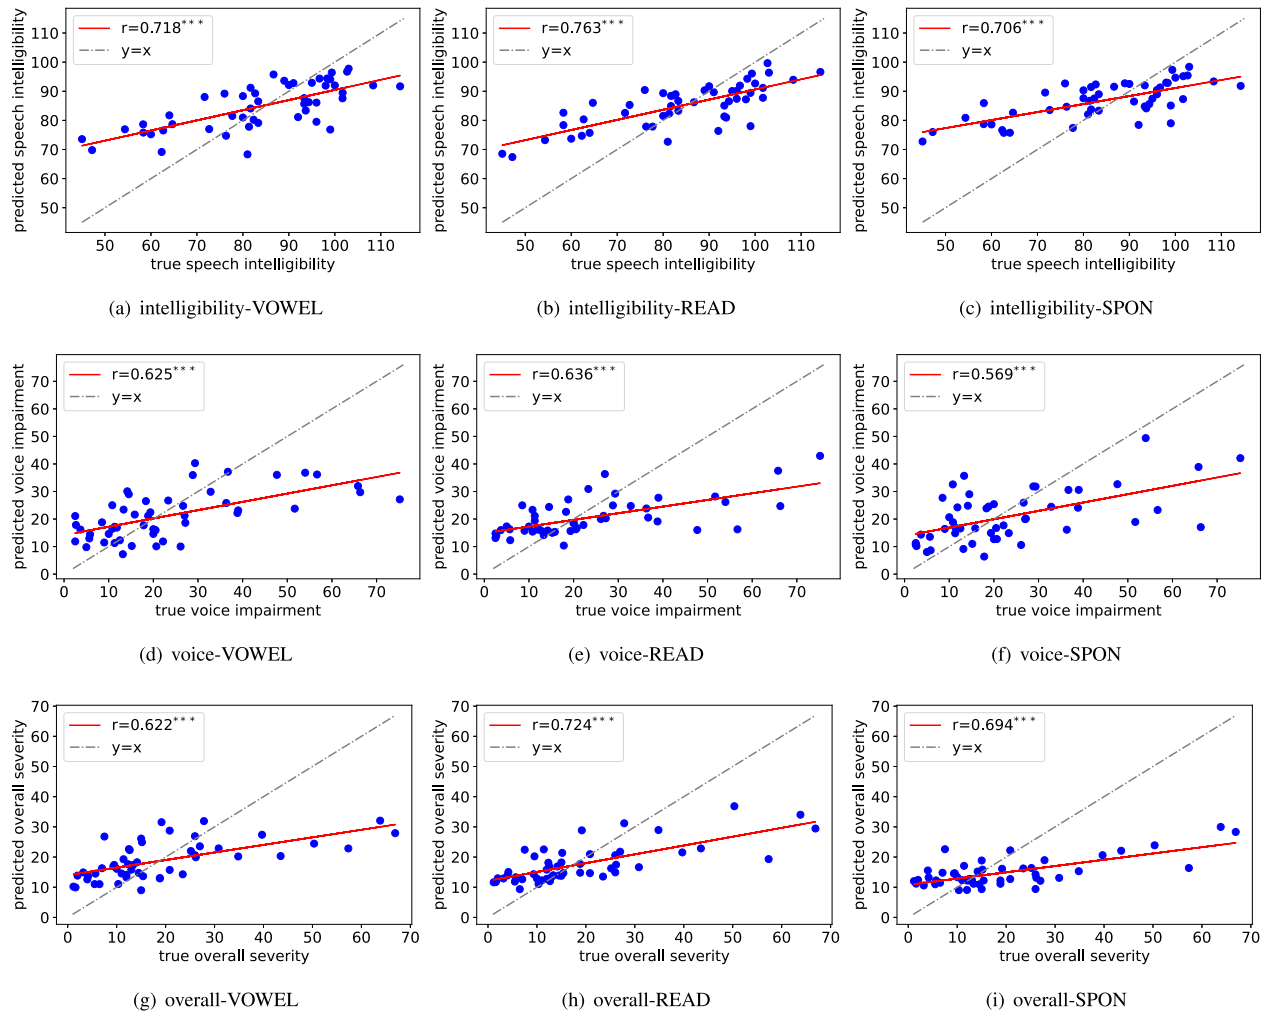 r=0.718***
y=x
predicted speech intelligibility
110
100
90
80
70
60
50
50 60 70 80 90 100 110
true speech intelligibility
(a) intelligibility-VOWEL
r=0.763***
y=x
predicted speech intelligibility
110
100
90
80
70
60
50
50 60 70 80 90 100 110
true speech intelligibility
(b) intelligibility-READ
r=0.706***
y=x
predicted speech intelligibility
110
100
90
80
70
60
50
50 60 70 80 90 100 110
true speech intelligibility
(c) intelligibility-SPON
r=0.625***
y=x
predicted voice impairment
70
60
50
40
30
20
10
0
0 10 20 30 40 50 60 70
true voice impairment
(d) voice-VOWEL
r=0.636***
y=x
predicted voice impairment
70
60
50
40
30
20
10
0
0 10 20 30 40 50 60 70
true voice impairment
(e) voice-READ
r=0.569***
y=x
predicted voice impairment
70
60
50
40
30
20
10
0
0 10 20 30 40 50 60 70
true voice impairment
(f) voice-SPON
r=0.622***
y=x
predicted overall severity
70
60
50
40
30
20
10
0
0 10 20 30 40 50 60 70
true overall severity
(g) overall-VOWEL
r=0.724***
y=x
predicted overall severity
70
60
50
40
30
20
10
0
0 10 20 30 40 50 60 70
true overall severity
(h) overall-READ
r=0.694***
y=x
predicted overall severity
70
60
50
40
30
20
10
0
0 10 20 30 40 50 60 70
true overall severity
(i) overall-SPON